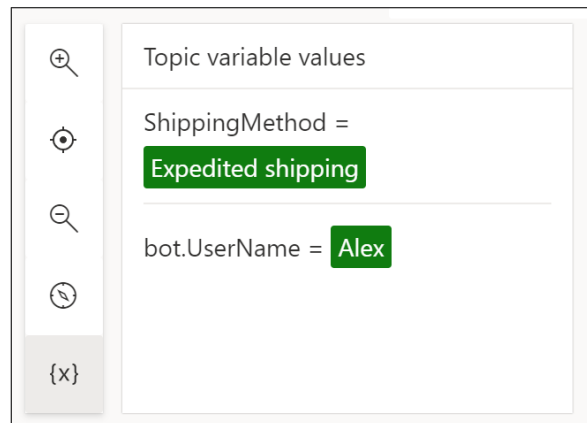 Topic variable values
ShippingMethod =
Expedited shipping
bot.UserName = Alex
{x}